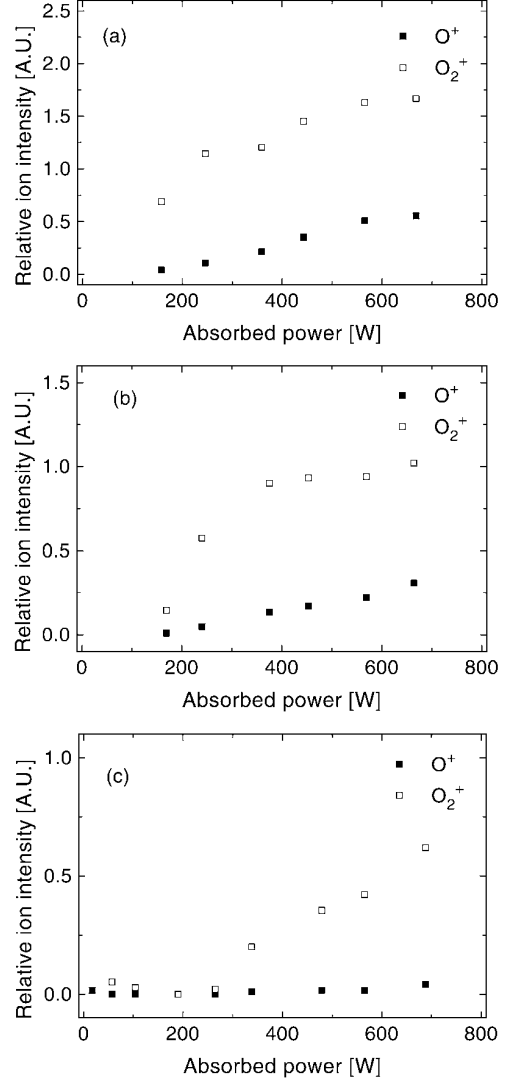 (a)
O⁺
O₂⁺
2.5
2.0
1.5
1.0
0.5
0.0
Relative ion intensity [A.U.]
0 200 400 600 800
Absorbed power [W]
(b)
O⁺
O₂⁺
1.5
1.0
0.5
0.0
Relative ion intensity [A.U.]
0 200 400 600 800
Absorbed power [W]
(c)
O⁺
O₂⁺
1.0
0.5
0.0
Relative ion intensity [A.U.]
0 200 400 600 800
Absorbed power [W]